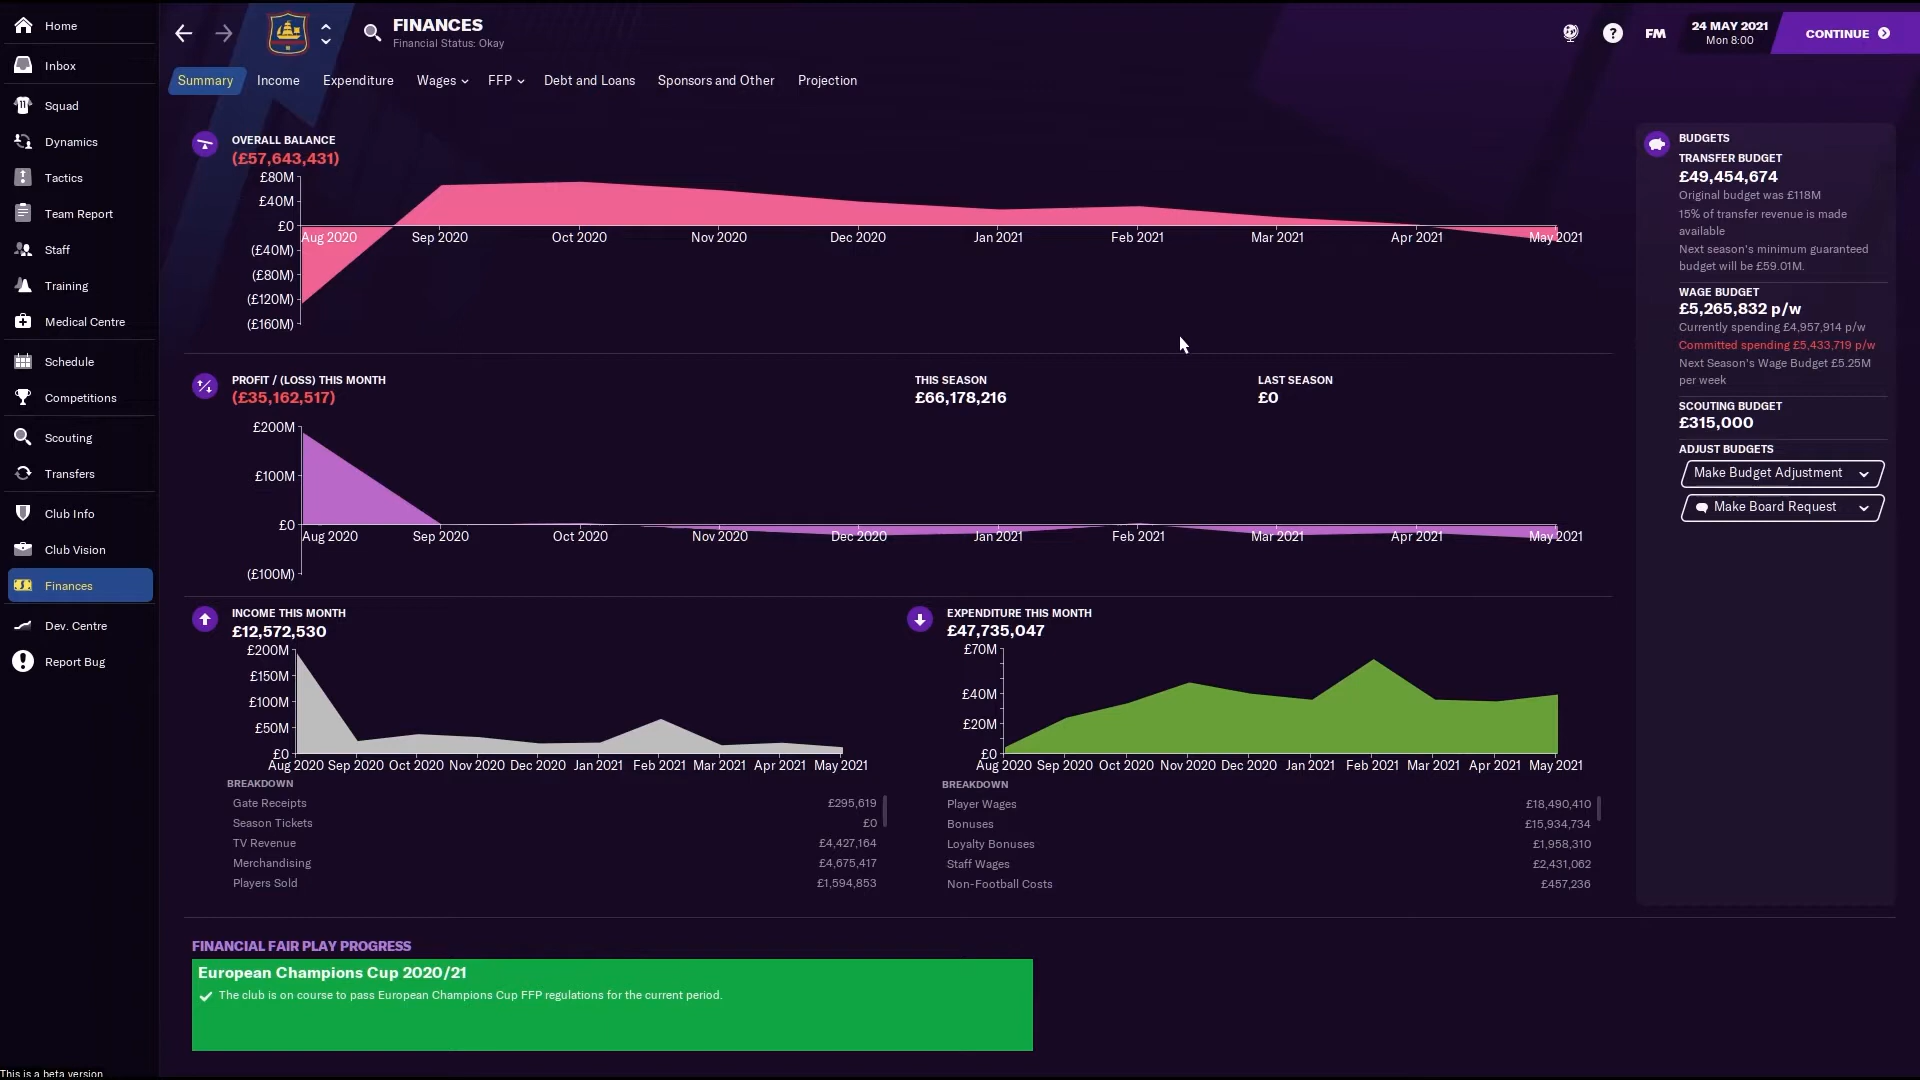 Home
Inbox
Squad
Dynamics
Tactics
Team Report
Staff
Training
Medical Centre
Schedule
Competitions
Scouting
Transfers
Club Info
Club Vision
Finances
Dev. Centre
Report Bug
This is a beta version
FINANCES
Financial Status: Okay
?
FM
24 MAY 2021
Mon 8:00
CONTINUE
Summary Income Expenditure Wages FFP Debt and Loans Sponsors and Other Projection
OVERALL BALANCE
(£57,643,431)
£80M
£40M
£0
(£40M)
(£80M)
(£120M)
(£160M)
Aug 2020 Sep 2020 Oct 2020 Nov 2020 Dec 2020 Jan 2021 Feb 2021 Mar 2021 Apr 2021 May 2021
PROFIT / (LOSS) THIS MONTH
(£35,162,517)
THIS SEASON
£66,178,216
LAST SEASON
£0
£200M
£100M
£0
(£100M)
Aug 2020 Sep 2020 Oct 2020 Nov 2020 Dec 2020 Jan 2021 Feb 2021 Mar 2021 Apr 2021 May 2021
INCOME THIS MONTH
£12,572,530
£200M
£150M
£100M
£50M
£0
Aug 2020 Sep 2020 Oct 2020 Nov 2020 Dec 2020 Jan 2021 Feb 2021 Mar 2021 Apr 2021 May 2021
BREAKDOWN
Gate Receipts £295,619
Season Tickets £0
TV Revenue £4,427,164
Merchandising £4,675,417
Players Sold £1,594,853
EXPENDITURE THIS MONTH
£47,735,047
£70M
£40M
£20M
£0
Aug 2020 Sep 2020 Oct 2020 Nov 2020 Dec 2020 Jan 2021 Feb 2021 Mar 2021 Apr 2021 May 2021
BREAKDOWN
Player Wages £18,490,410
Bonuses £15,934,734
Loyalty Bonuses £1,958,310
Staff Wages £2,431,062
Non-Football Costs £457,236
FINANCIAL FAIR PLAY PROGRESS
European Champions Cup 2020/21
The club is on course to pass European Champions Cup FFP regulations for the current period.
BUDGETS
TRANSFER BUDGET
£49,454,674
Original budget was £118M
15% of transfer revenue is made
available
Next season's minimum guaranteed
budget will be £59.01M.
WAGE BUDGET
£5,265,832 p/w
Currently spending £4,957,914 p/w
Committed spending £5,433,719 p/w
Next Season's Wage Budget £5.25M
per week
SCOUTING BUDGET
£315,000
ADJUST BUDGETS
Make Budget Adjustment
Make Board Request